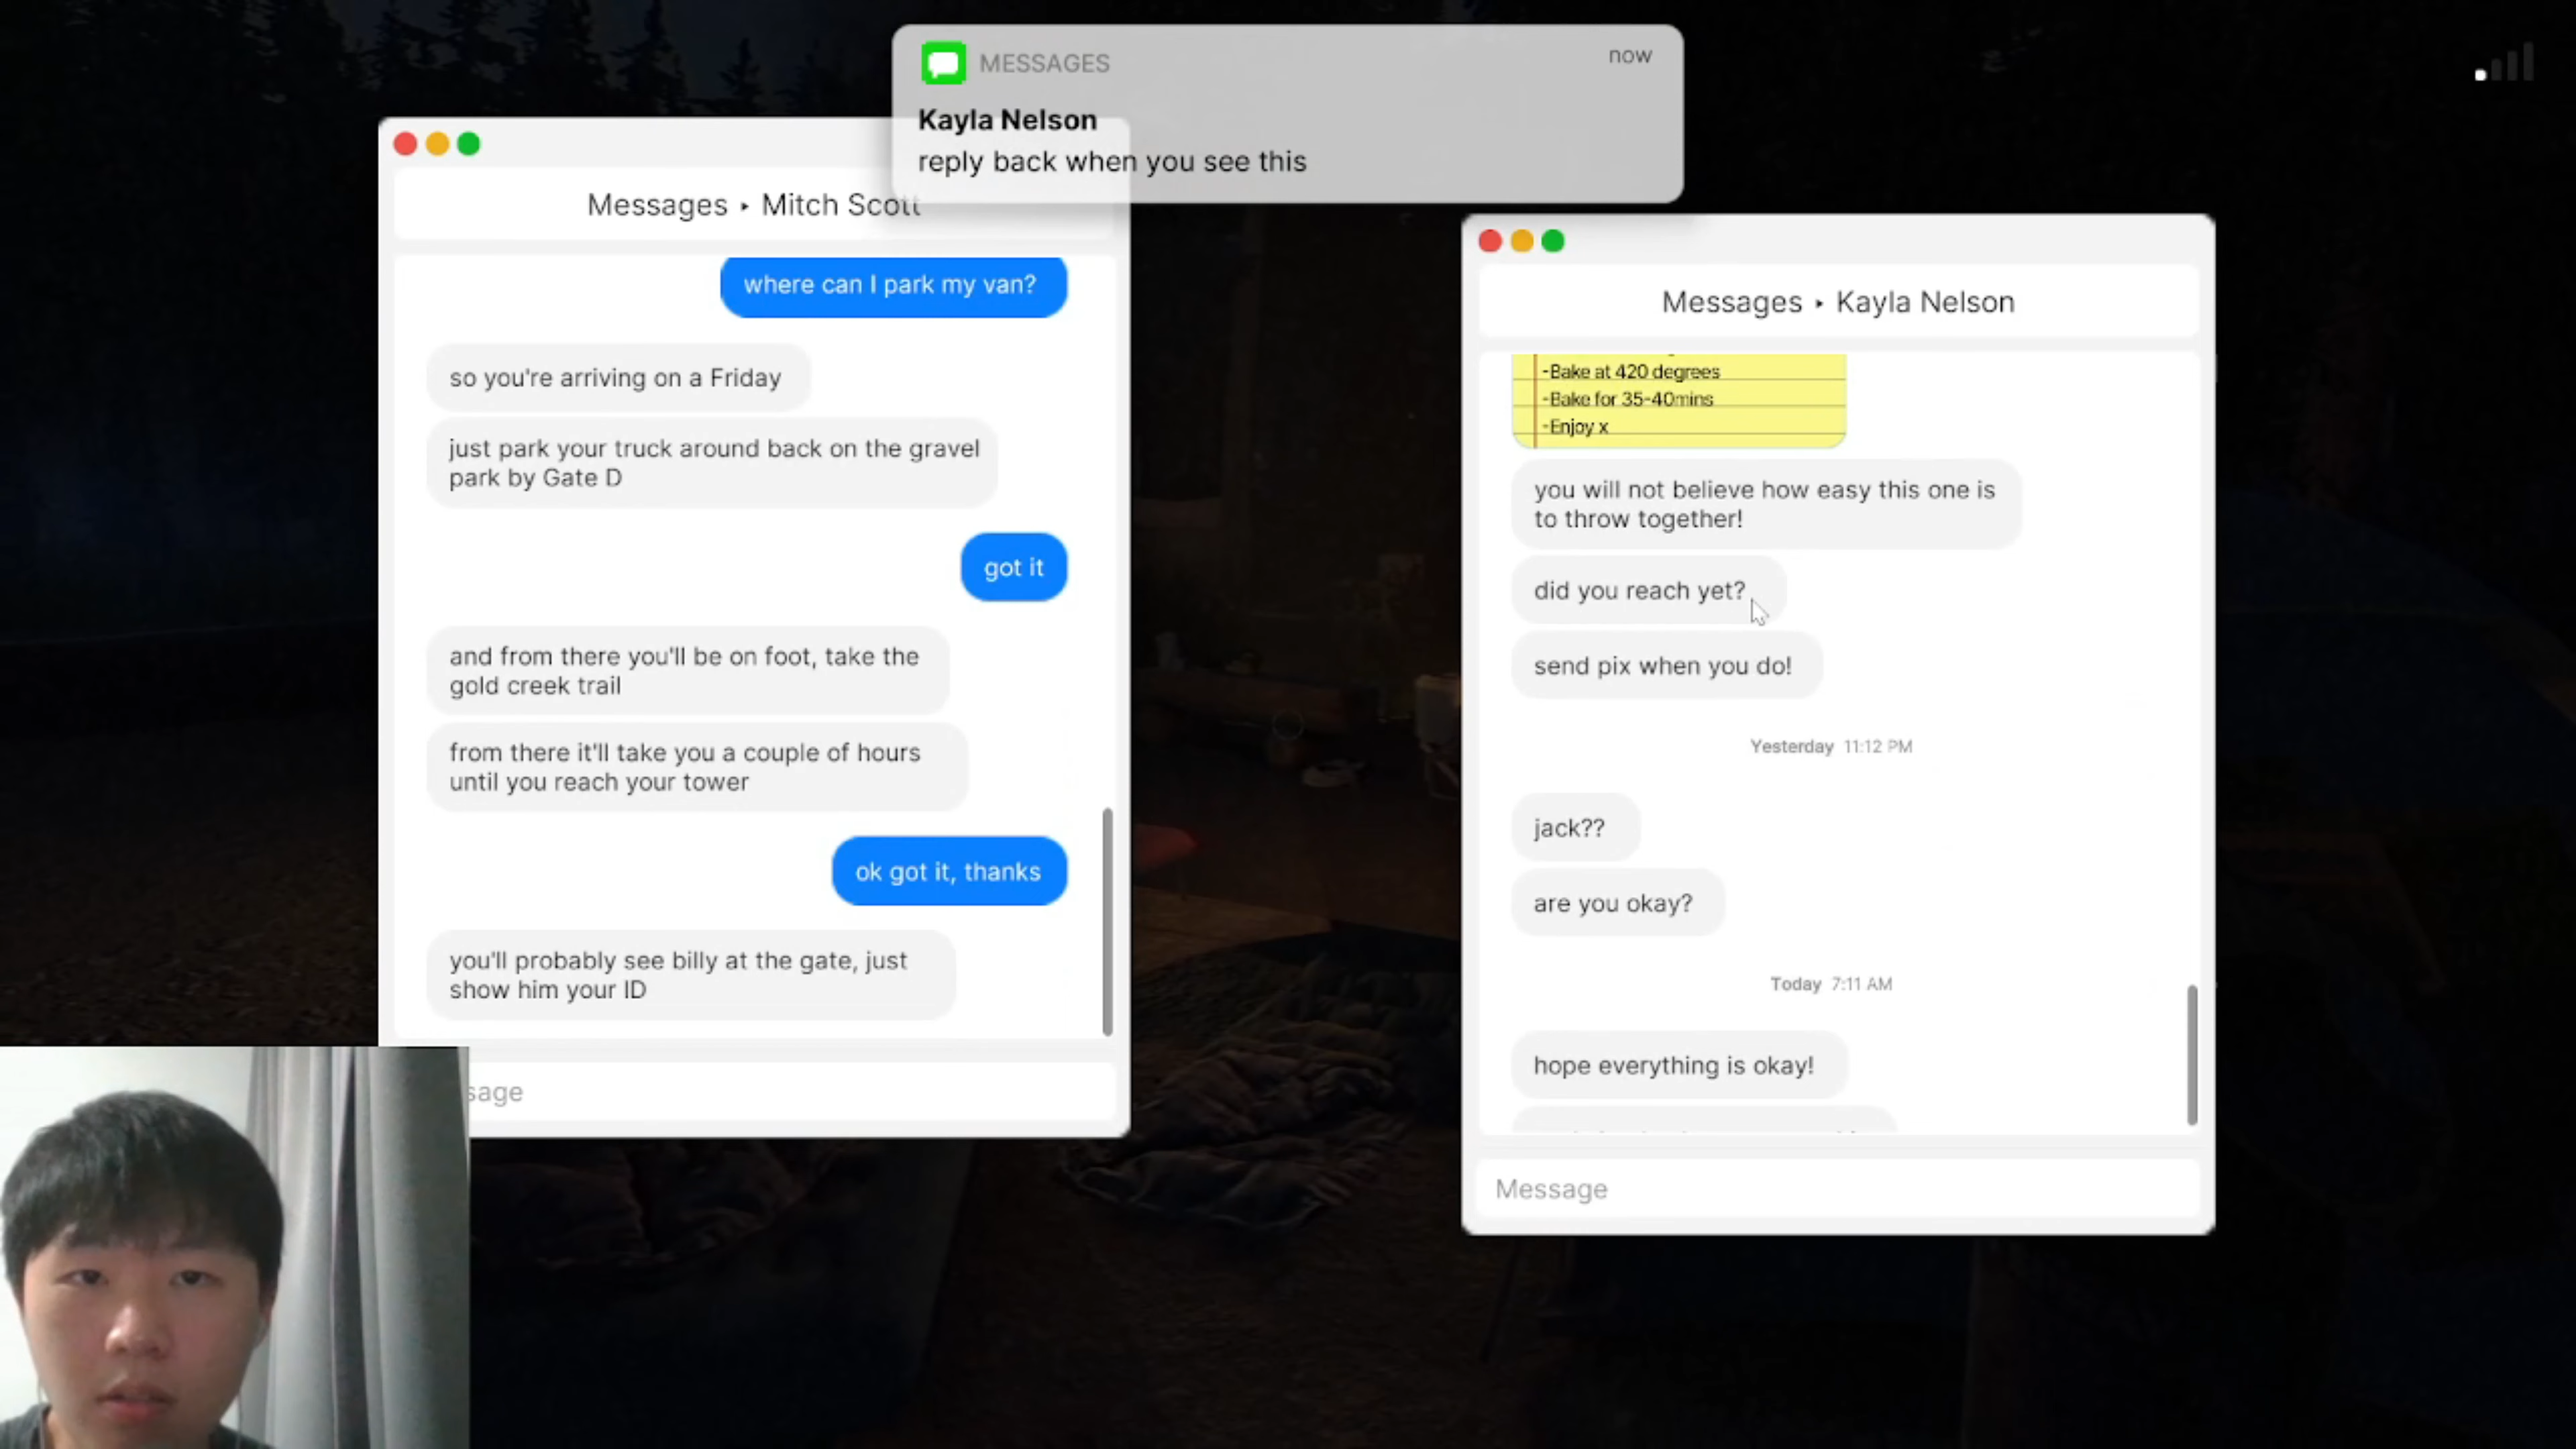 MESSAGES
now
Kayla Nelson
reply back when you see this
Messages ‣ Mitch Scott
where can I park my van?
so you're arriving on a Friday
just park your truck around back on the gravel
park by Gate D
got it
and from there you'll be on foot, take the
gold creek trail
from there it'll take you a couple of hours
until you reach your tower
ok got it, thanks
you'll probably see billy at the gate, just
show him your ID
sage
Messages ‣ Kayla Nelson
-Bake at 420 degrees
-Bake for 35-40mins
-Enjoy x
you will not believe how easy this one is
to throw together!
did you reach yet?
send pix when you do!
Yesterday 11:12 PM
jack??
are you okay?
Today 7:11 AM
hope everything is okay!
Message